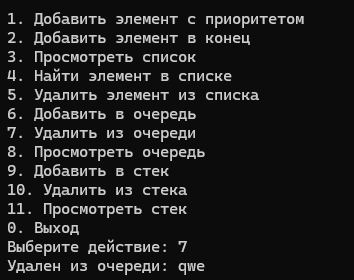 1. Добавить элемент с приоритетом
2. Добавить элемент в конец
3. Просмотреть список
4. Найти элемент в списке
5. Удалить элемент из списка
6. Добавить в очередь
7. Удалить из очереди
8. Просмотреть очередь
9. Добавить в стек
10. Удалить из стека
11. Просмотреть стек
0. Выход
Выберите действие: 7
Удален из очереди: qwe